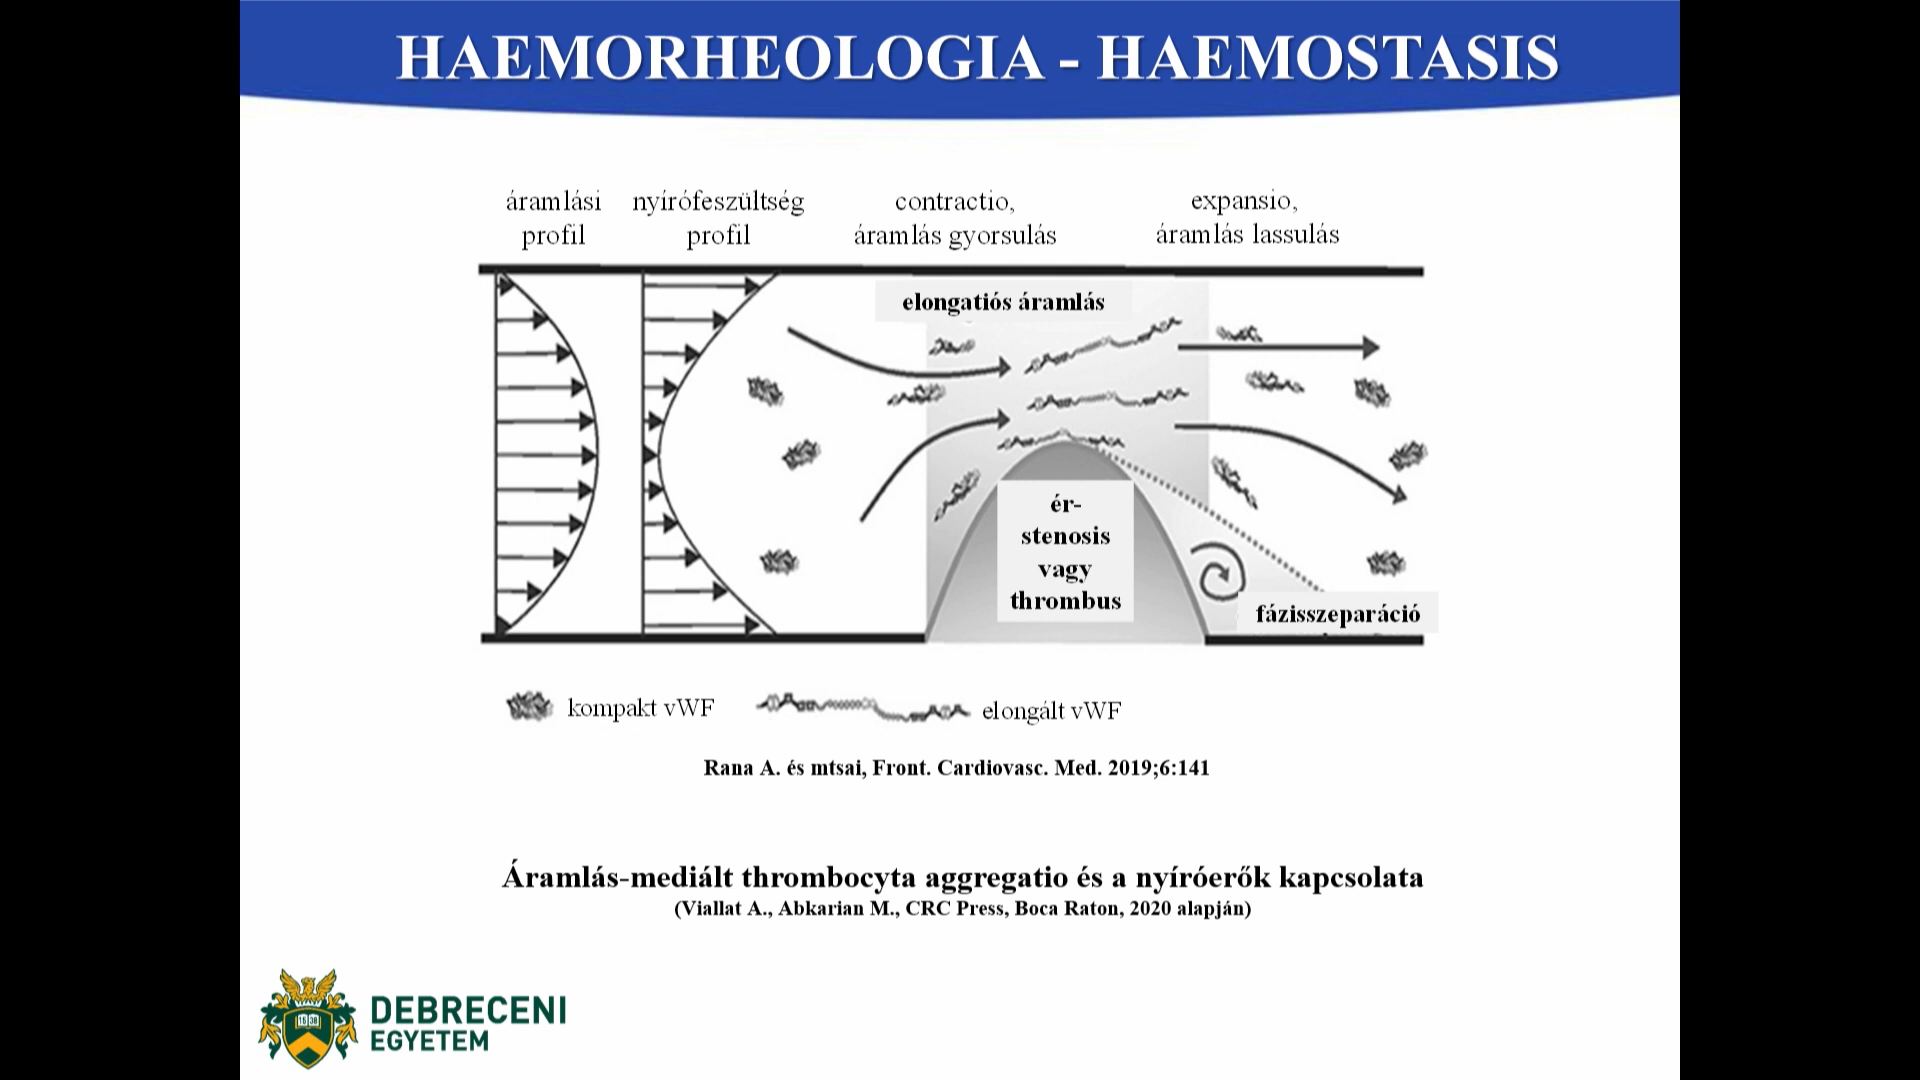 HAEMORHEOLOGIA - HAEMOSTASIS
áramlási
profil
nyírófeszültség
profil
contractio,
áramlás gyorsulás
expansio,
áramlás lassulás
elongatiós áramlás
ér-
stenosis
vagy
thrombus
fázisszeparáció
kompakt vWF
elongált vWF
Rana A. és mtsai, Front. Cardiovasc. Med. 2019;6:141
Áramlás-mediált thrombocyta aggregatio és a nyíróerők kapcsolata
(Viallat A., Abkarian M., CRC Press, Boca Raton, 2020 alapján)
15 38
DEBRECENI
EGYETEM